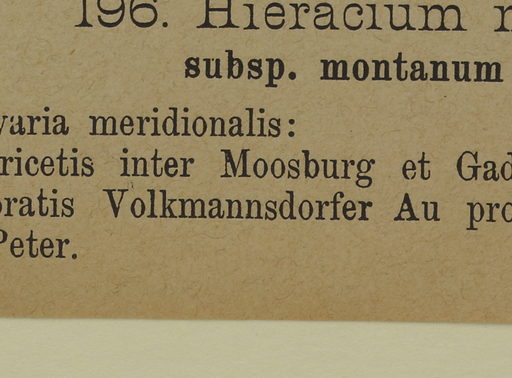 196. Hieracium
subsp. montanum
varia meridionalis:
ricetis inter Moosburg et Gad
pratis Volkmannsdorfer Au pro
Peter.